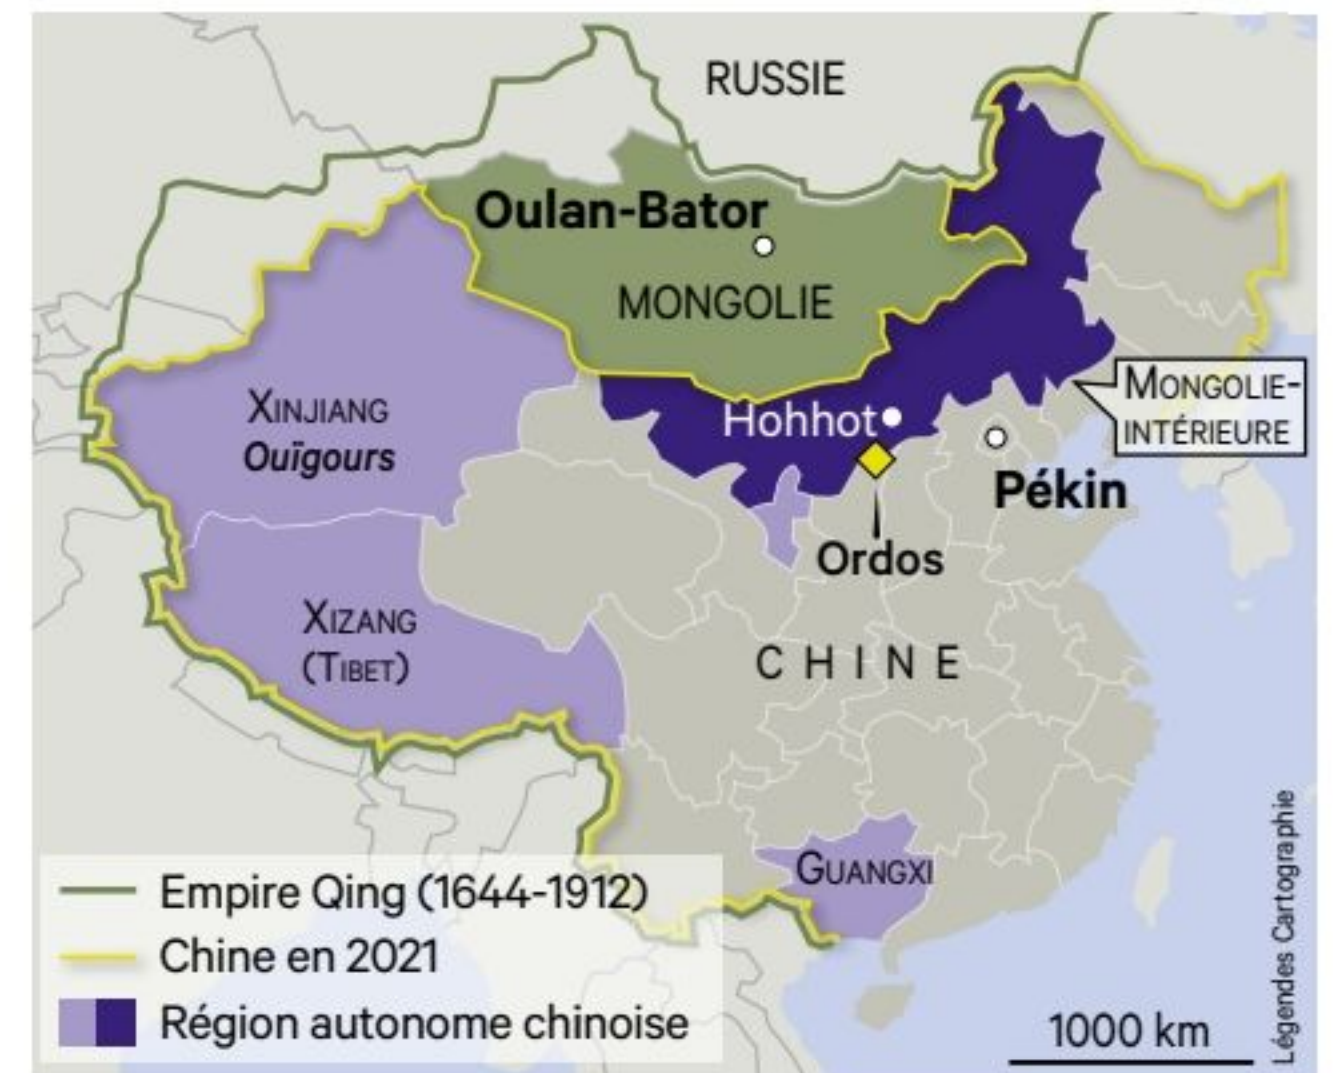 RUSSIE
Oulan-Bator
MONGOLIE
XINJIANG
Ouïgours
Hohhot
MONGOLIE-
INTÉRIEURE
Pékin
Ordos
XIZANG
(TIBET)
CHINE
GUANGXI
Empire Qing (1644-1912)
Chine en 2021
Région autonome chinoise
1000 km
Légendes Cartographie